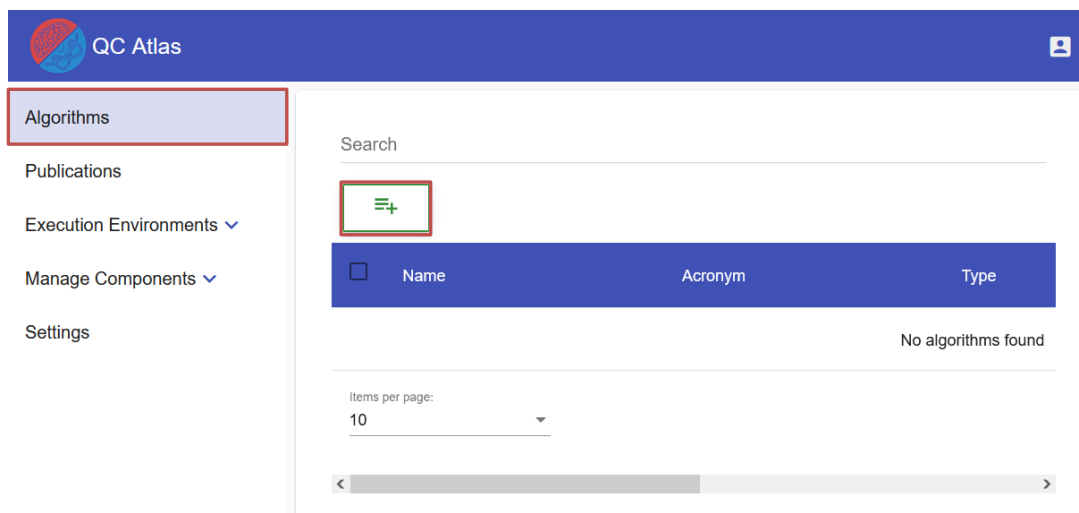 QC Atlas
Algorithms
Publications
Execution Environments
Manage Components
Settings
Search
Name Acronym Type
No algorithms found
Items per page:
10